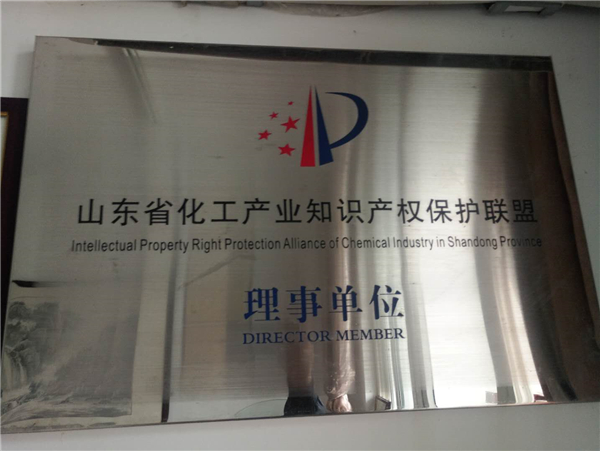 山东省化工产业知识产权保护联盟
Intellectual Property Right Protection Alliance of Chemical Industry in Shandong Province
理事单位
DIRECTOR MEMBER